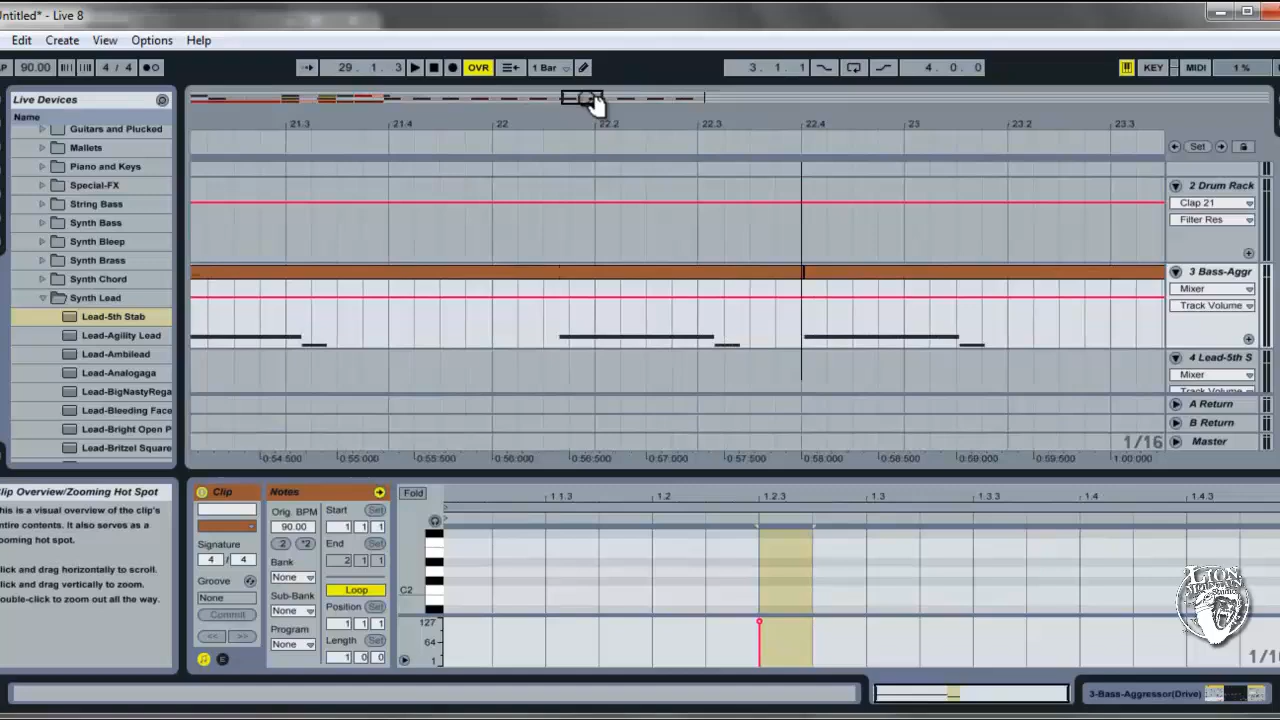 Untitled* - Live 8
Edit Create View Options Help
AP 90.00 4 / 4 29. 1. 3 OVR 1 Bar 3. 1. 1 4. 0. 0 KEY MIDI 1 %
Live Devices
Name
Guitars and Plucked
Mallets
Piano and Keys
Special-FX
String Bass
Synth Bass
Synth Bleep
Synth Brass
Synth Chord
Synth Lead
Lead-5th Stab
Lead-Agility Lead
Lead-Ambilead
Lead-Analogaga
Lead-BigNastyRega
Lead-Bleeding Face
Lead-Bright Open P
Lead-Britzel Square
21.3 21.4 22 22.2 22.3 22.4 23 23.2 23.3
Set
2 Drum Rack
Clap 21
Filter Res
3 Bass-Aggr
Mixer
Track Volume
4 Lead-5th S
Mixer
Track Volume
A Return
B Return
1/16 Master
0:54:500 0:55:000 0:55:500 0:56:000 0:56:500 0:57:000 0:57:500 0:58:000 0:58:500 0:59:000 0:59:500 1:00:000
Clip Overview/Zooming Hot Spot
This is a visual overview of the clip's
entire contents. It also serves as a
zooming hot spot.
Click and drag horizontally to scroll.
Click and drag vertically to zoom.
Double-click to zoom out all the way.
Clip
Signature
4 / 4
Groove
None
Commit
<< >>
Notes
Orig. BPM
90.00
:2 *2
Bank
None
Sub-Bank
None
Program
None
Start Set
1 1 1
End Set
2 1 1
Loop
Position Set
1 1 1
Length Set
1 0 0
Fold
1.1.3 1.2 1.2.3 1.3 1.3.3 1.4 1.4.3
C2
127
64
1
1/16
LION
MOUNTAIN
Studio
3-Bass-Aggressor(Drive)